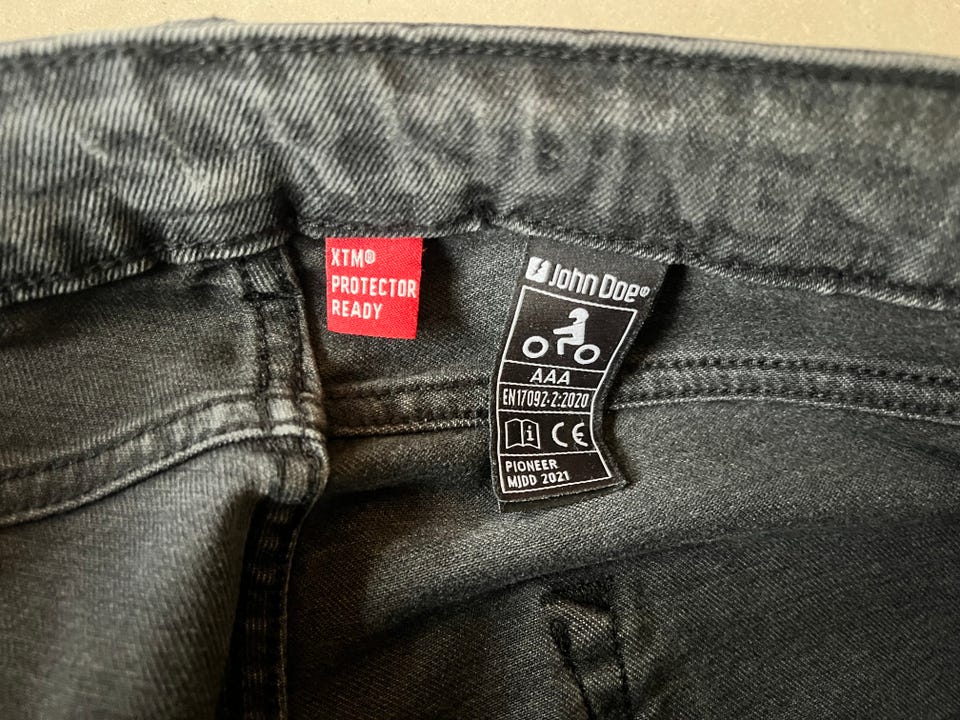 XTM®
PROTECTOR
READY
John Doe®
AAA
EN17092-2:2020
i CE
PIONEER
MJDD 2021